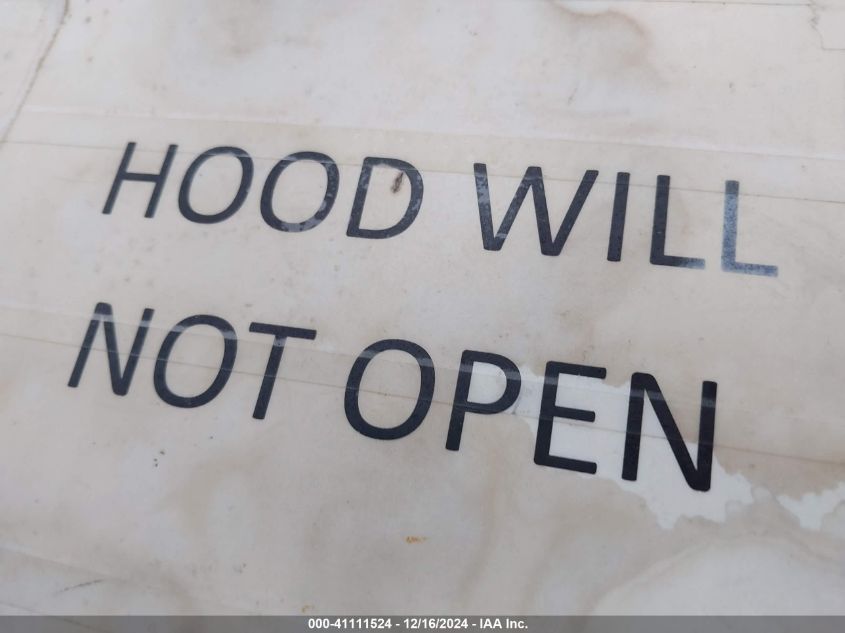 HOOD WILL
NOT OPEN
000-41111524 - 12/16/2024 - IAA Inc.